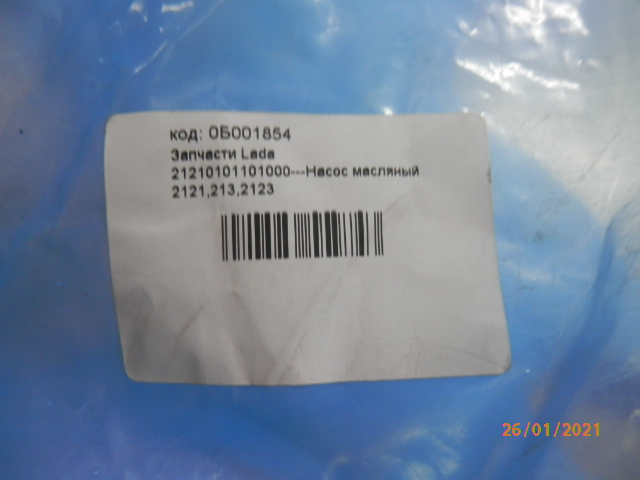 код: 0Б001854
Запчасти Lada
21210101101000---Насос масляный
2121,213,2123
26/01/2021